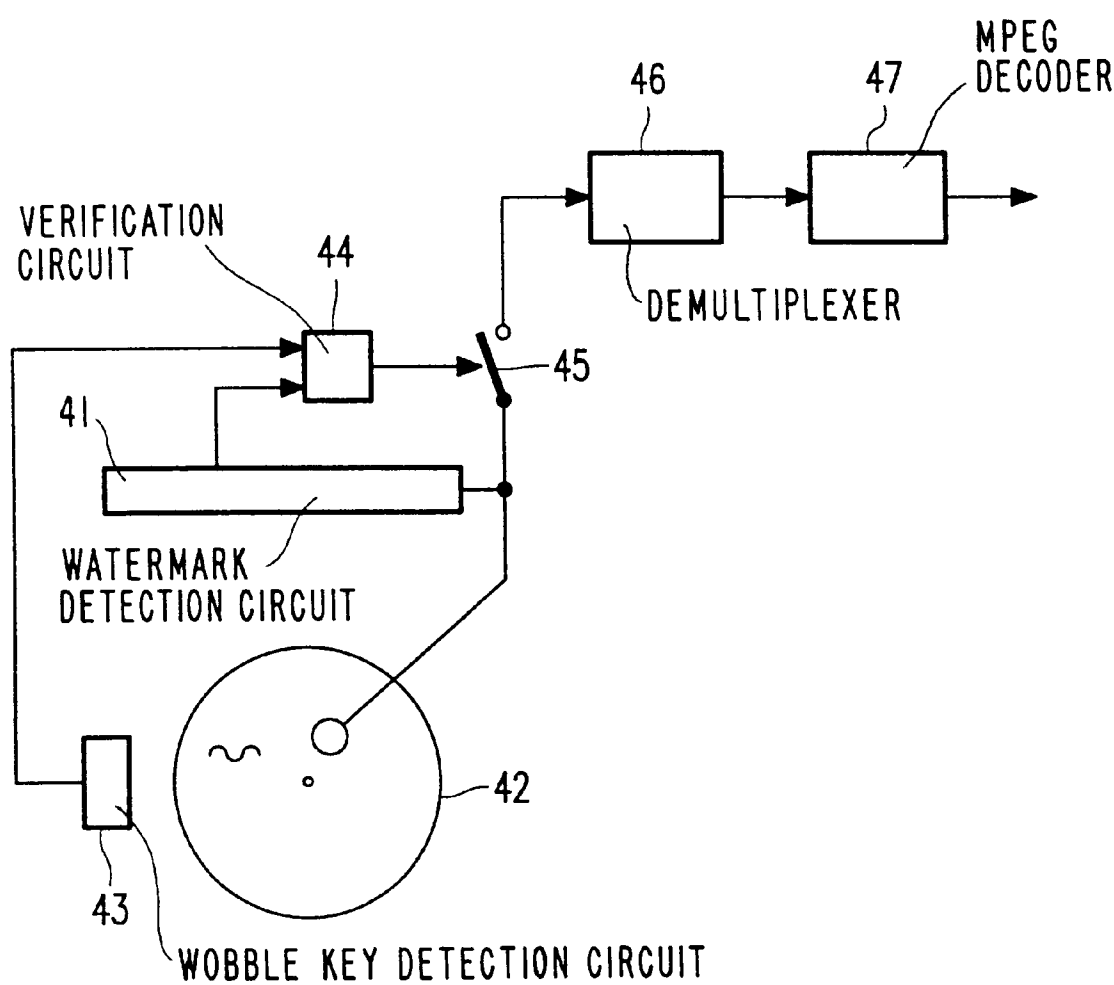 MPEG
DECODER
46
47
VERIFICATION
CIRCUIT
44
DEMULTIPLEXER
45
41
WATERMARK
DETECTION CIRCUIT
42
43
WOBBLE KEY DETECTION CIRCUIT